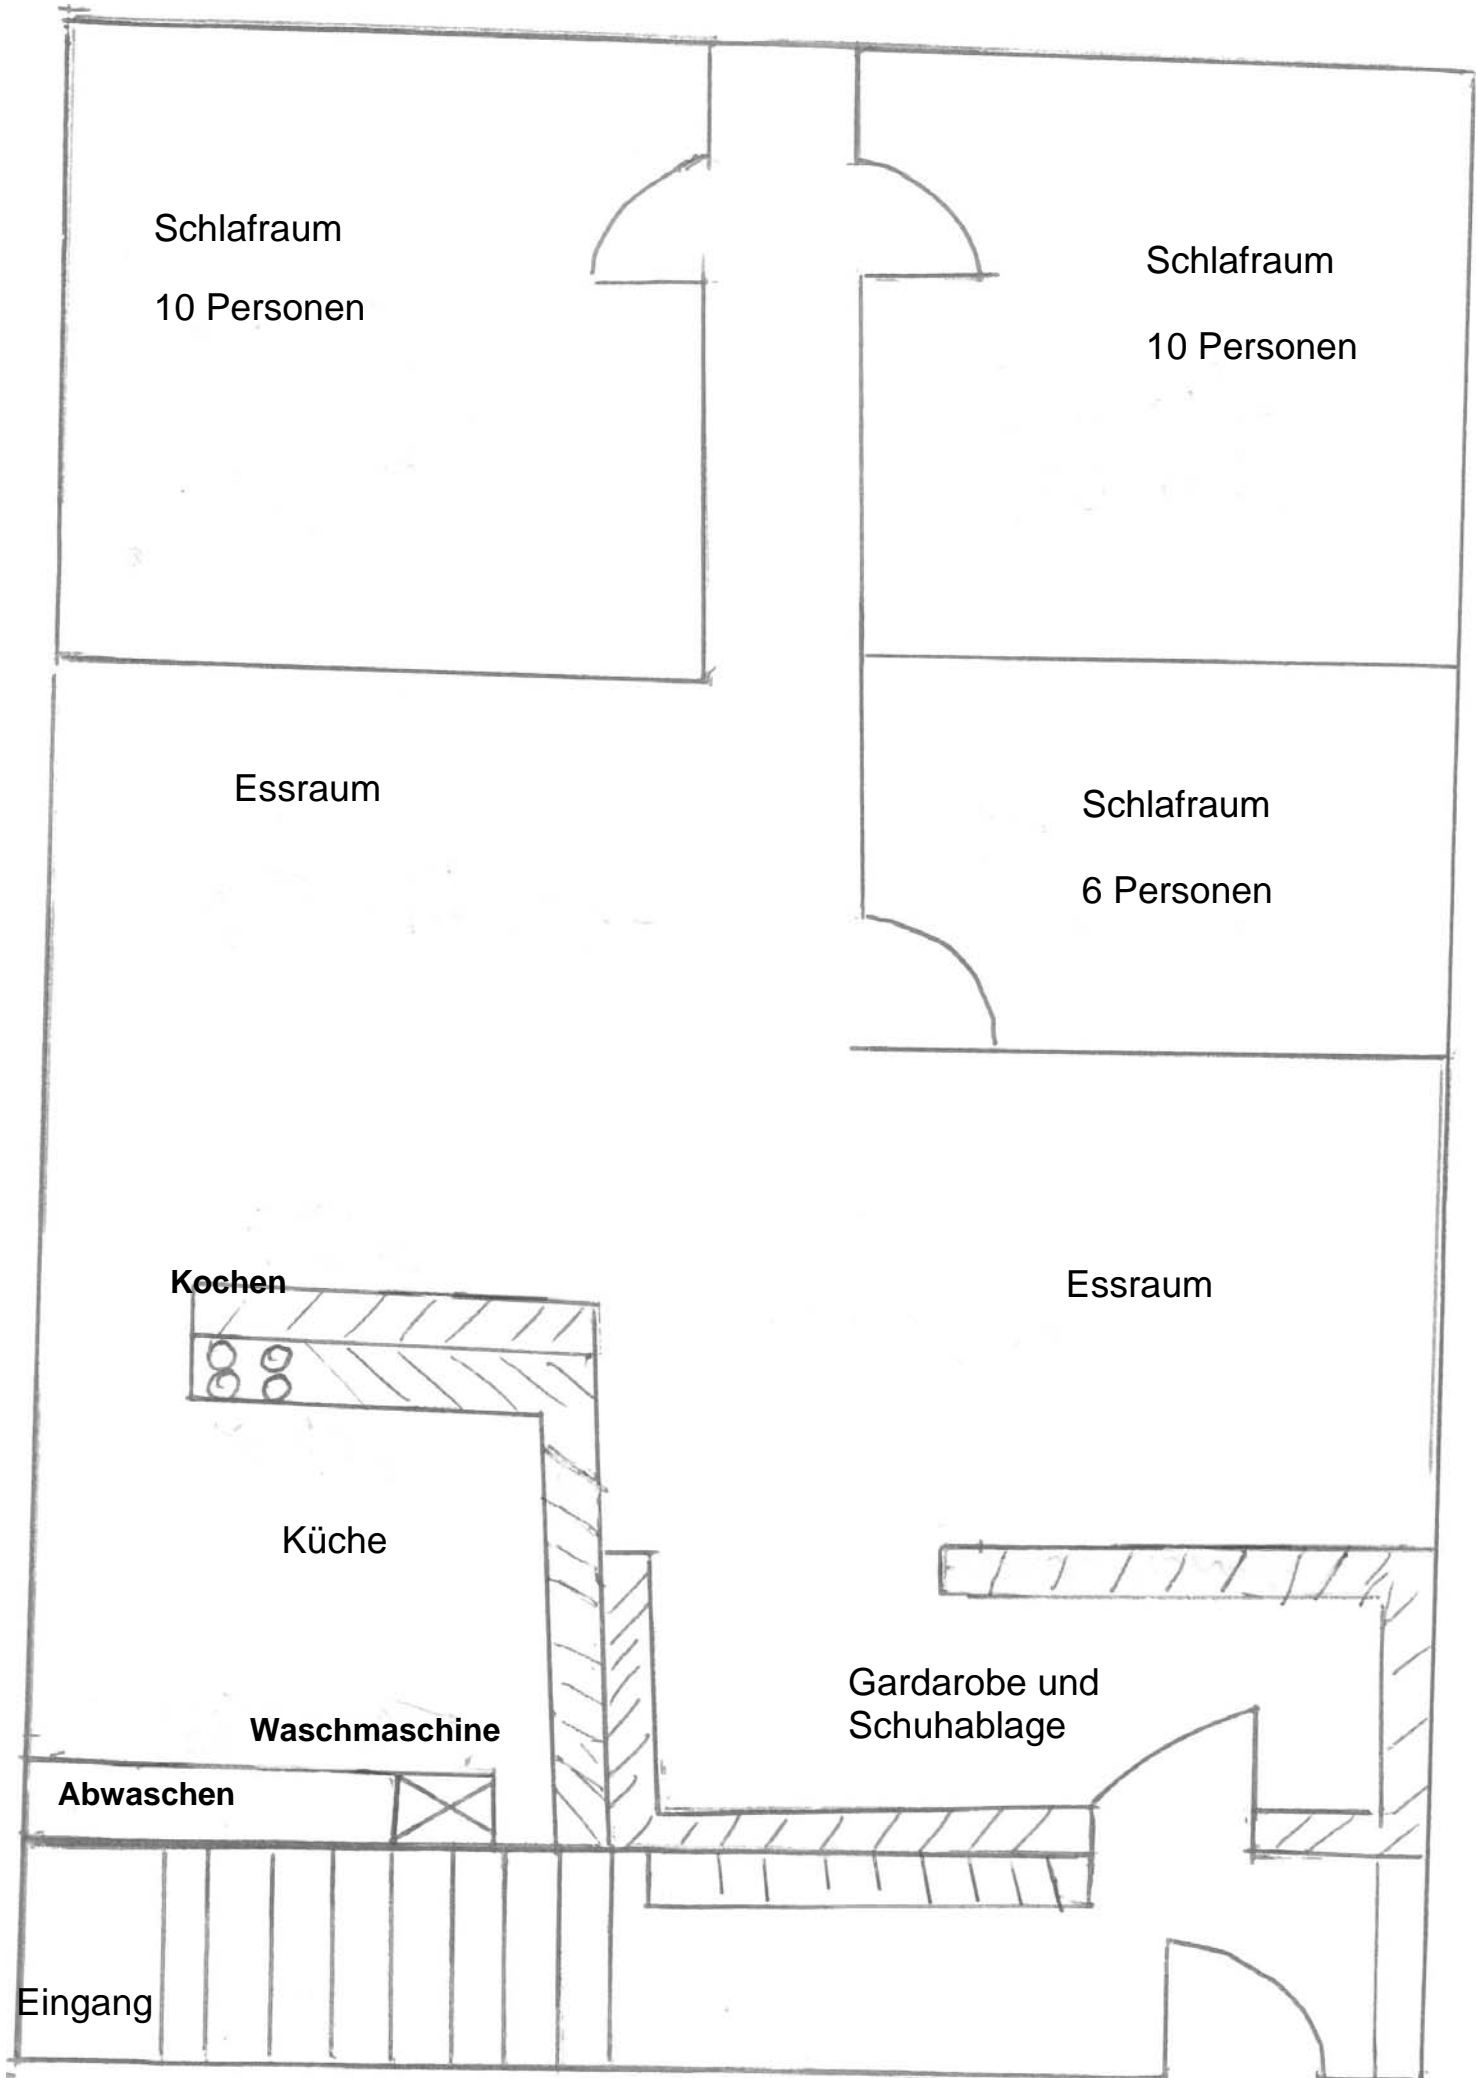 Schlafraum
10 Personen
Schlafraum
10 Personen
Essraum
Schlafraum
6 Personen
Kochen
Essraum
Küche
Gardarobe und
Schuhablage
Waschmaschine
Abwaschen
Eingang